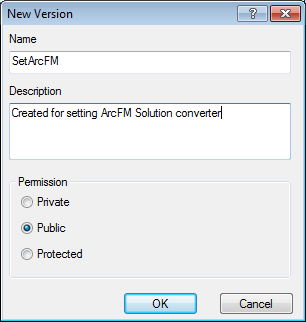 New Version
Name
SetArcFM
Description
Created for setting ArcFM Solution converter
Permission
Private
Public
Protected
OK
Cancel